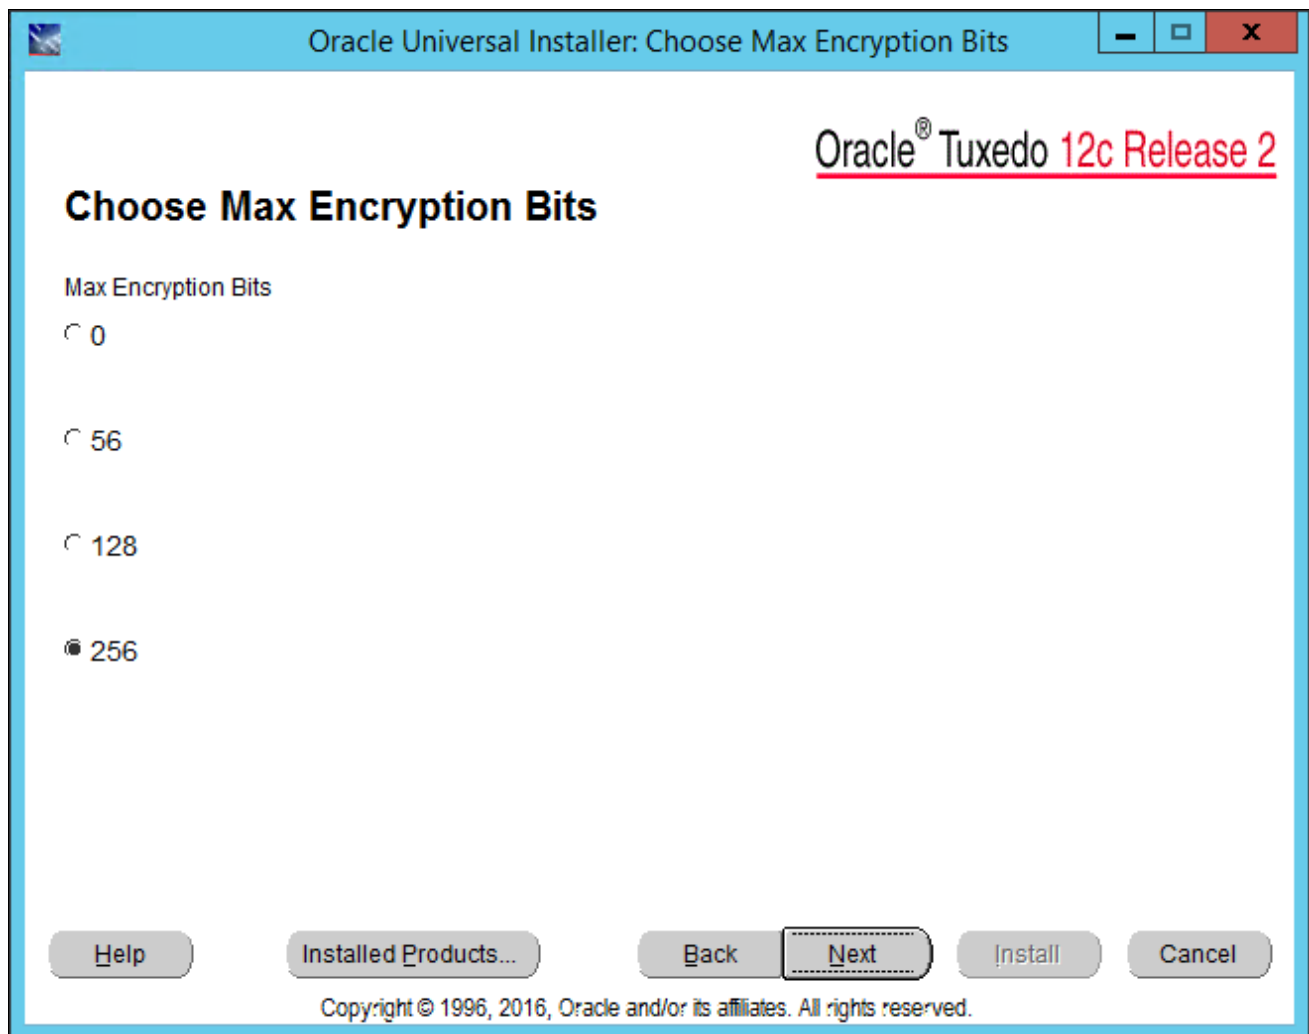 Oracle Universal Installer: Choose Max Encryption Bits
Oracle® Tuxedo 12c Release 2
Choose Max Encryption Bits
Max Encryption Bits
0
56
128
256
Help Installed Products... Back Next Install Cancel
Copyright © 1996, 2016, Oracle and/or its affiliates. All rights reserved.